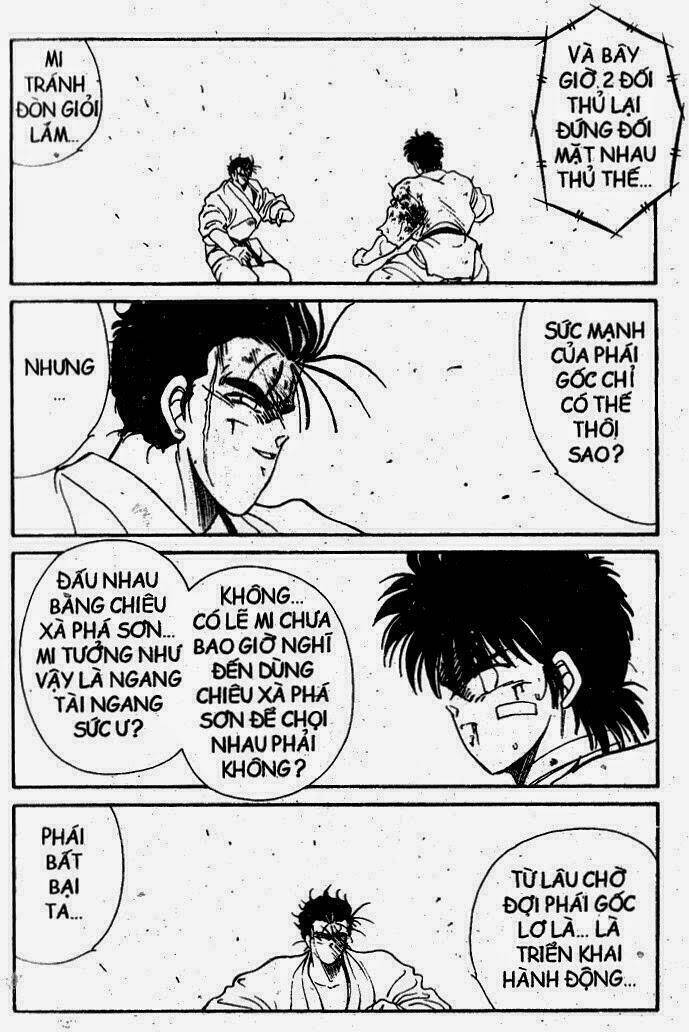 MI
TRÁNH
ĐÒN GIỎI
LẮM...
VÀ BÂY
GIỜ 2 ĐỐI
THỦ LẠI
ĐỨNG ĐỐI
MẶT NHAU
THỦ THẾ...
NHƯNG
...
SỨC MẠNH
CỦA PHÁI
GỐC CHỈ
CÓ THẾ
THÔI
SAO?
ĐẤU NHAU
BẰNG CHIÊU
XÀ PHÁ SƠN...
MI TƯỞNG NHƯ
VẬY LÀ NGANG
TÀI NGANG
SỨC Ư?
KHÔNG...
CÓ LẼ MI CHƯA
BAO GIỜ NGHĨ
ĐẾN DÙNG
CHIÊU XÀ PHÁ
SƠN ĐỂ CHỌI
NHAU PHẢI
KHÔNG?
PHÁI
BẤT
BẠI
TA...
TỪ LÂU CHỜ
ĐỢI PHÁI GỐC
LƠ LÀ... LÀ
TRIỂN KHAI
HÀNH ĐỘNG...